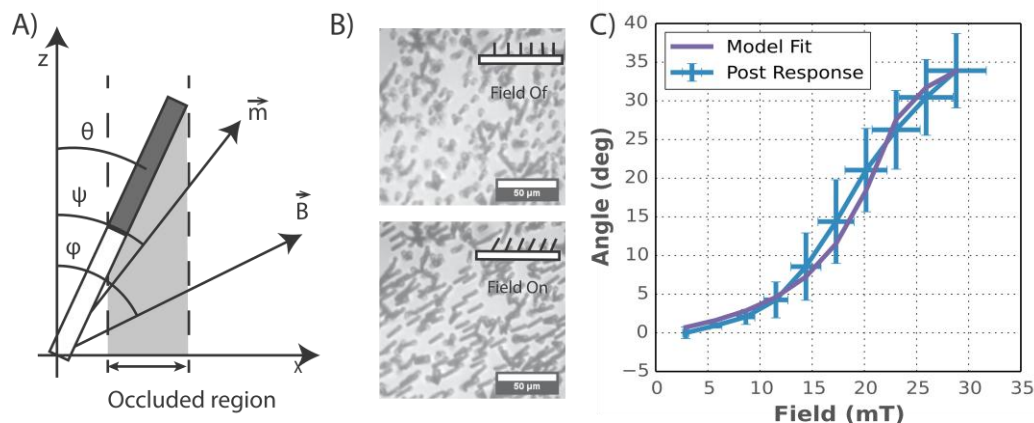 A)
z
θ
ψ
φ
m
B
x
Occluded region
B)
Field Of
50 µm
Field On
50 µm
C)
Model Fit
Post Response
Angle (deg)
40
35
30
25
20
15
10
5
0
−5
0 5 10 15 20 25 30 35
Field (mT)